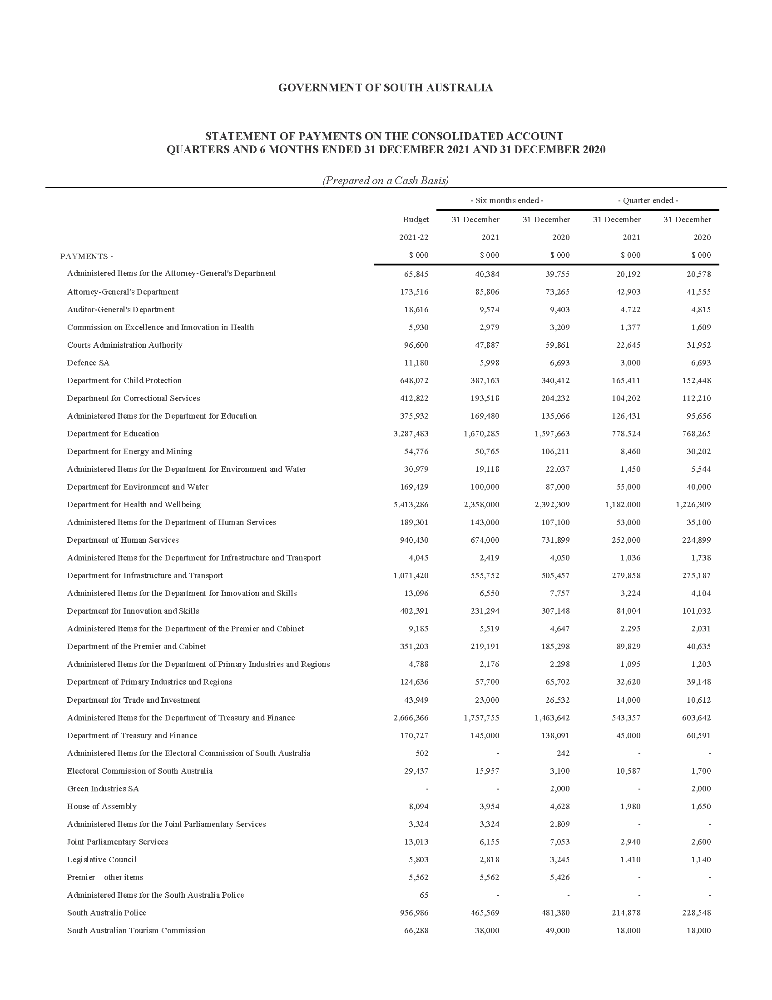 GOVERNMENT OF SOUTH AUSTRALIA
STATEMENT OF PAYMENTS ON THE CONSOLIDATED ACCOUNT
QUARTERS AND 6 MONTHS ENDED 31 DECEMBER 2021 AND 31 DECEMBER 2020
(Prepared on a Cash Basis)
- Six months ended - - Quarter ended -
Budget 31 December 31 December 31 December 31 December
2021-22 2021 2020 2021 2020
PAYMENTS - $ 000 $ 000 $ 000 $ 000 $ 000
Administered Items for the Attorney-General's Department 65,845 40,384 39,755 20,192 20,578
Attorney-General's Department 173,516 85,806 73,265 42,903 41,555
Auditor-General's Department 18,616 9,574 9,403 4,722 4,815
Commission on Excellence and Innovation in Health 5,930 2,979 3,209 1,377 1,609
Courts Administration Authority 96,600 47,887 59,861 22,645 31,952
Defence SA 11,180 5,998 6,693 3,000 6,693
Department for Child Protection 648,072 387,163 340,412 165,411 152,448
Department for Correctional Services 412,822 193,518 204,232 104,202 112,210
Administered Items for the Department for Education 375,932 169,480 135,066 126,431 95,656
Department for Education 3,287,483 1,670,285 1,597,663 778,524 768,265
Department for Energy and Mining 54,776 50,765 106,211 8,460 30,202
Administered Items for the Department for Environment and Water 30,979 19,118 22,037 1,450 5,544
Department for Environment and Water 169,429 100,000 87,000 55,000 40,000
Department for Health and Wellbeing 5,413,286 2,358,000 2,392,309 1,182,000 1,226,309
Administered Items for the Department of Human Services 189,301 143,000 107,100 53,000 35,100
Department of Human Services 940,430 674,000 731,899 252,000 224,899
Administered Items for the Department for Infrastructure and Transport 4,045 2,419 4,050 1,036 1,738
Department for Infrastructure and Transport 1,071,420 555,752 505,457 279,858 275,187
Administered Items for the Department for Innovation and Skills 13,096 6,550 7,757 3,224 4,104
Department for Innovation and Skills 402,391 231,294 307,148 84,004 101,032
Administered Items for the Department of the Premier and Cabinet 9,185 5,519 4,647 2,295 2,031
Department of the Premier and Cabinet 351,203 219,191 185,298 89,829 40,635
Administered Items for the Department of Primary Industries and Regions 4,788 2,176 2,298 1,095 1,203
Department of Primary Industries and Regions 124,636 57,700 65,702 32,620 39,148
Department for Trade and Investment 43,949 23,000 26,532 14,000 10,612
Administered Items for the Department of Treasury and Finance 2,666,366 1,757,755 1,463,642 543,357 603,642
Department of Treasury and Finance 170,727 145,000 138,091 45,000 60,591
Administered Items for the Electoral Commission of South Australia 502 - 242 - -
Electoral Commission of South Australia 29,437 15,957 3,100 10,587 1,700
Green Industries SA - - 2,000 - 2,000
House of Assembly 8,094 3,954 4,628 1,980 1,650
Administered Items for the Joint Parliamentary Services 3,324 3,324 2,809 - -
Joint Parliamentary Services 13,013 6,155 7,053 2,940 2,600
Legislative Council 5,803 2,818 3,245 1,410 1,140
Premier—other items 5,562 5,562 5,426 - -
Administered Items for the South Australia Police 65 - - - -
South Australia Police 956,986 465,569 481,380 214,878 228,548
South Australian Tourism Commission 66,288 38,000 49,000 18,000 18,000